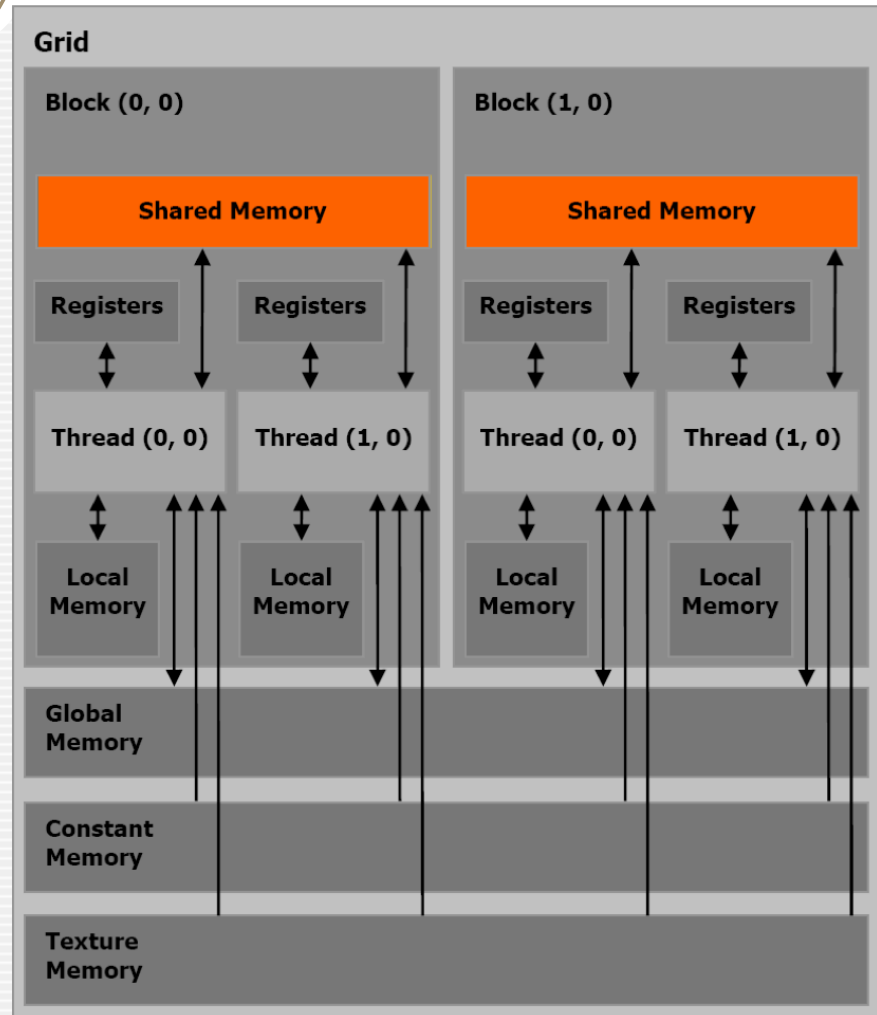 Grid
Block (0, 0)
Block (1, 0)
Shared Memory
Shared Memory
Registers
Registers
Registers
Registers
Thread (0, 0)
Thread (1, 0)
Thread (0, 0)
Thread (1, 0)
Local
Memory
Local
Memory
Local
Memory
Local
Memory
Global
Memory
Constant
Memory
Texture
Memory